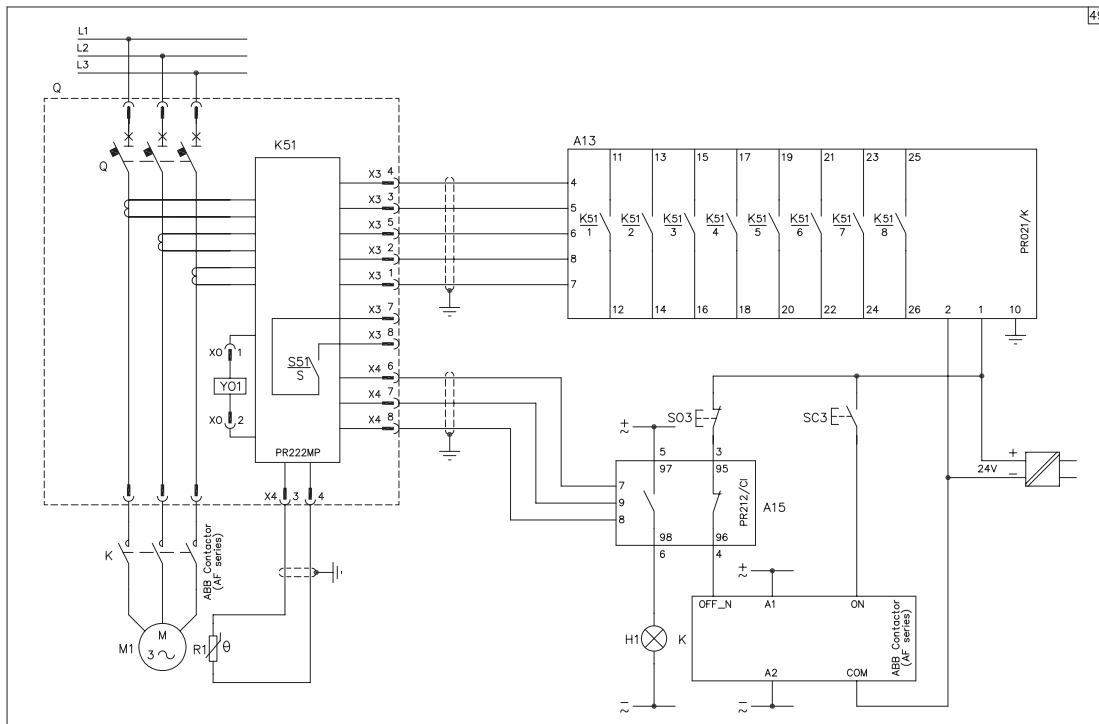 49
L1
L2
L3
Q
Q
K51
X3 4
X3 3
X3 5
X3 2
X3 1
X3 7
X3 8
X4 6
X4 7
X4 8
S51
S
X0 1
Y01
X0 2
PR222MP
X4 3 4
K
ABB Contactor
(AF series)
M1
M
3 ~
R1 θ
A13
11 13 15 17 19 21 23 25
4
5
6
8
7
K51 K51 K51 K51 K51 K51 K51 K51
1 2 3 4 5 6 7 8
PR021/K
12 14 16 18 20 22 24 26 2 1 10
SO3
SC3
+
~
5 3
97 95
7
9
8
PR212/CI
A15
98 96
6 4
24V
+
−
+
~
OFF_N A1 ON
H1
K
ABB Contactor
(AF series)
A2 COM
−
~
−
~